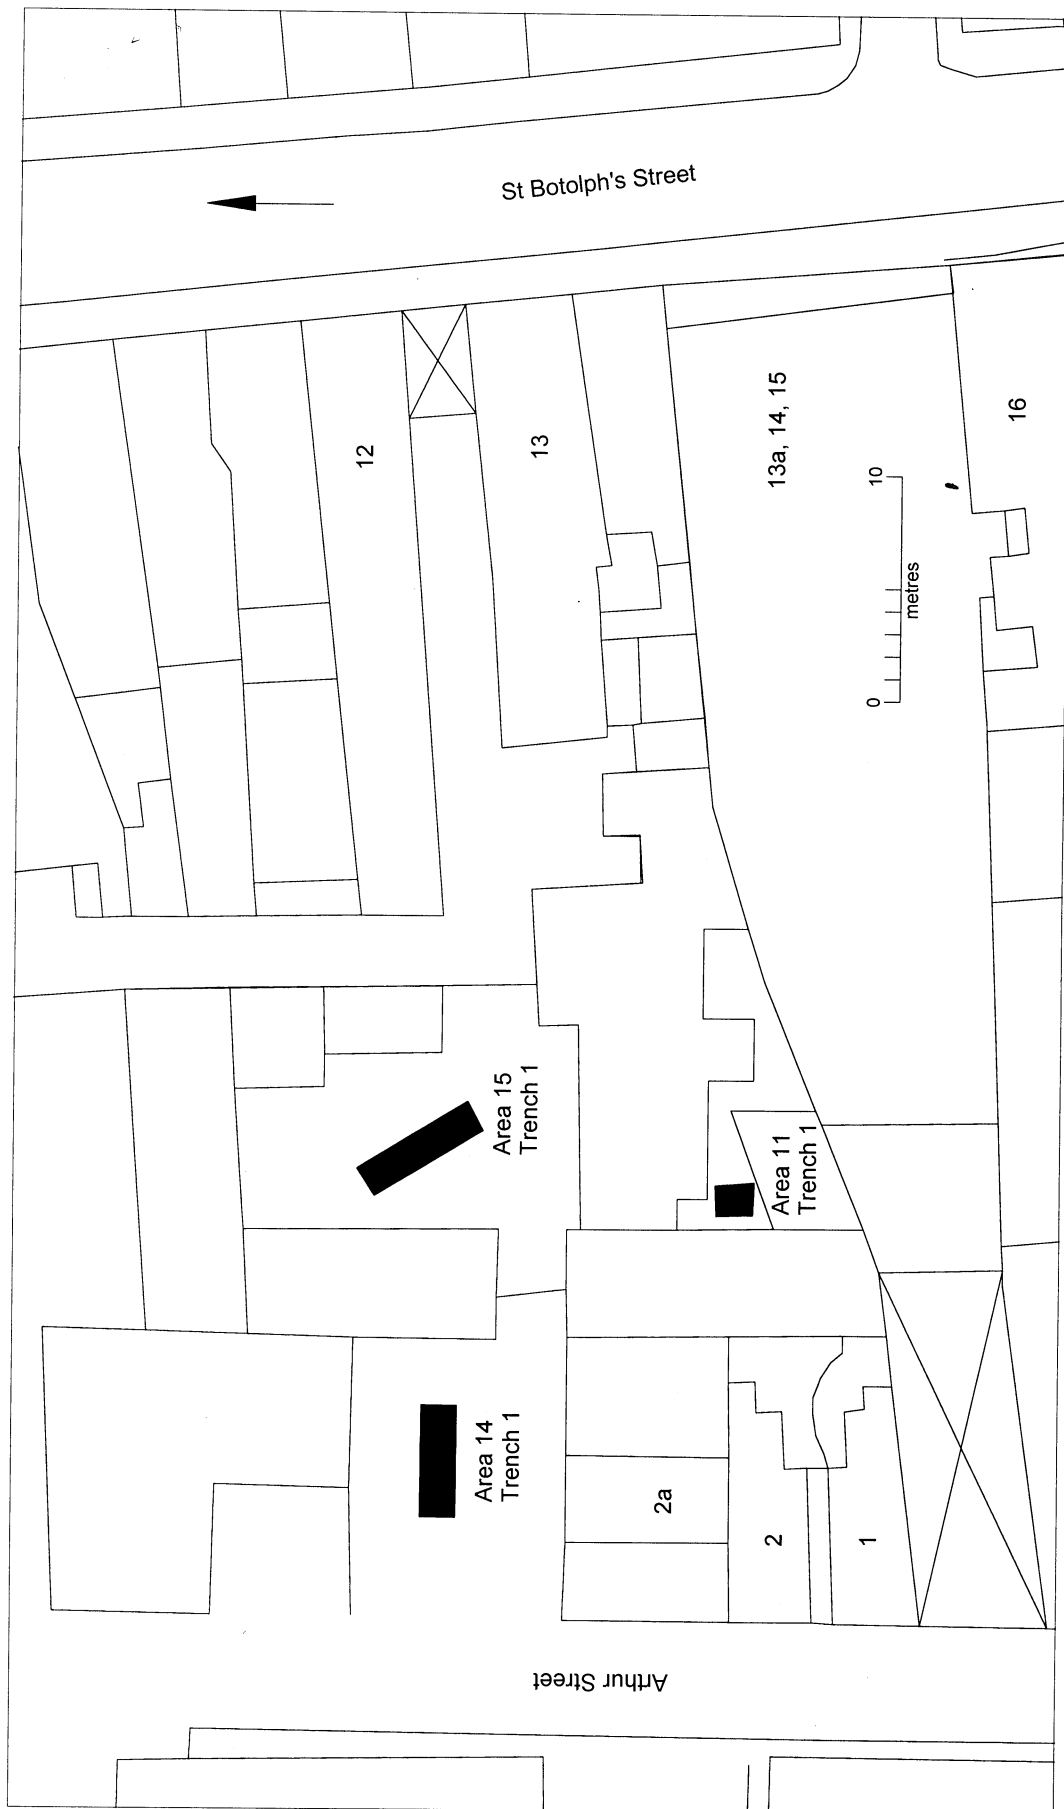 St Botolph's Street
12
13
13a, 14, 15
16
10
metres
0
Area 15
Trench 1
Area 11
Trench 1
Area 14
Trench 1
2a
2
1
Arthur Street